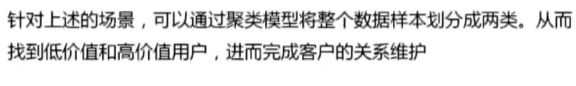 针对上述的场景，可以通过聚类模型将整个数据样本划分成两类。从而
找到低价值和高价值用户，进而完成客户的关系维护